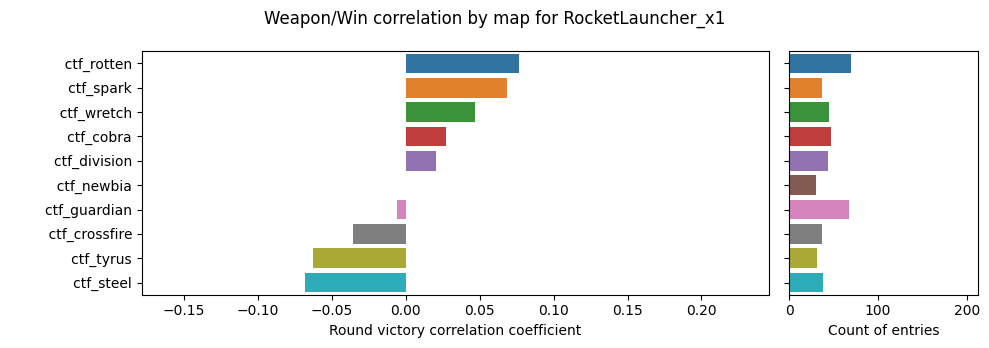 Weapon/Win correlation by map for RocketLauncher_x1
ctf_rotten
ctf_spark
ctf_wretch
ctf_cobra
ctf_division
ctf_newbia
ctf_guardian
ctf_crossfire
ctf_tyrus
ctf_steel
−0.15 −0.10 −0.05 0.00 0.05 0.10 0.15 0.20
Round victory correlation coefficient
0 100 200
Count of entries